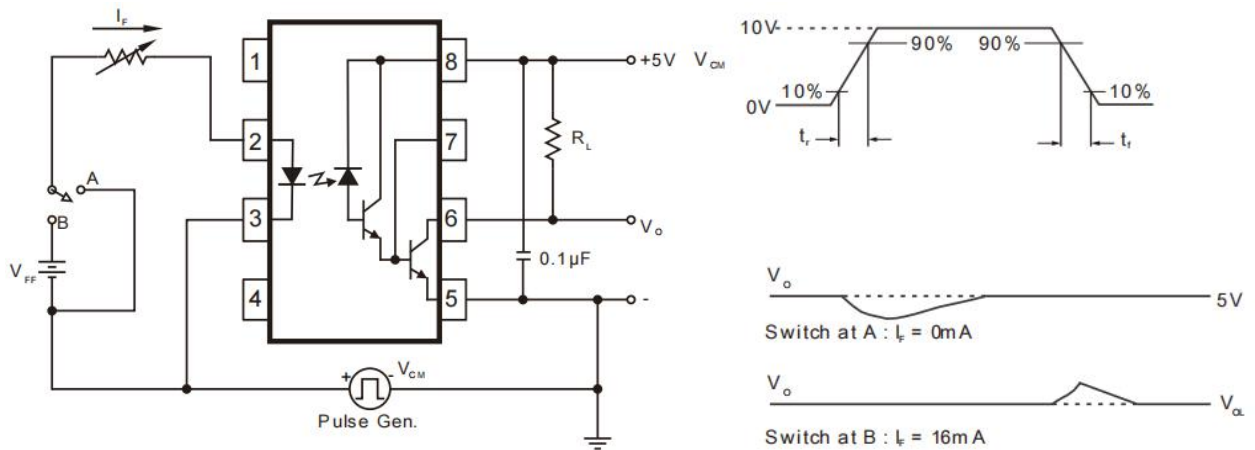 I_F
1
2
3
4
8
7
6
5
A
B
V_FF
+5V
R_L
V_O
0.1µF
-
+
-
V_CM
Pulse Gen.
V_CM
10V
90%
90%
10%
10%
0V
t_r
t_f
V_O
5V
Switch at A : I_F = 0mA
V_O
V_OL
Switch at B : I_F = 16mA